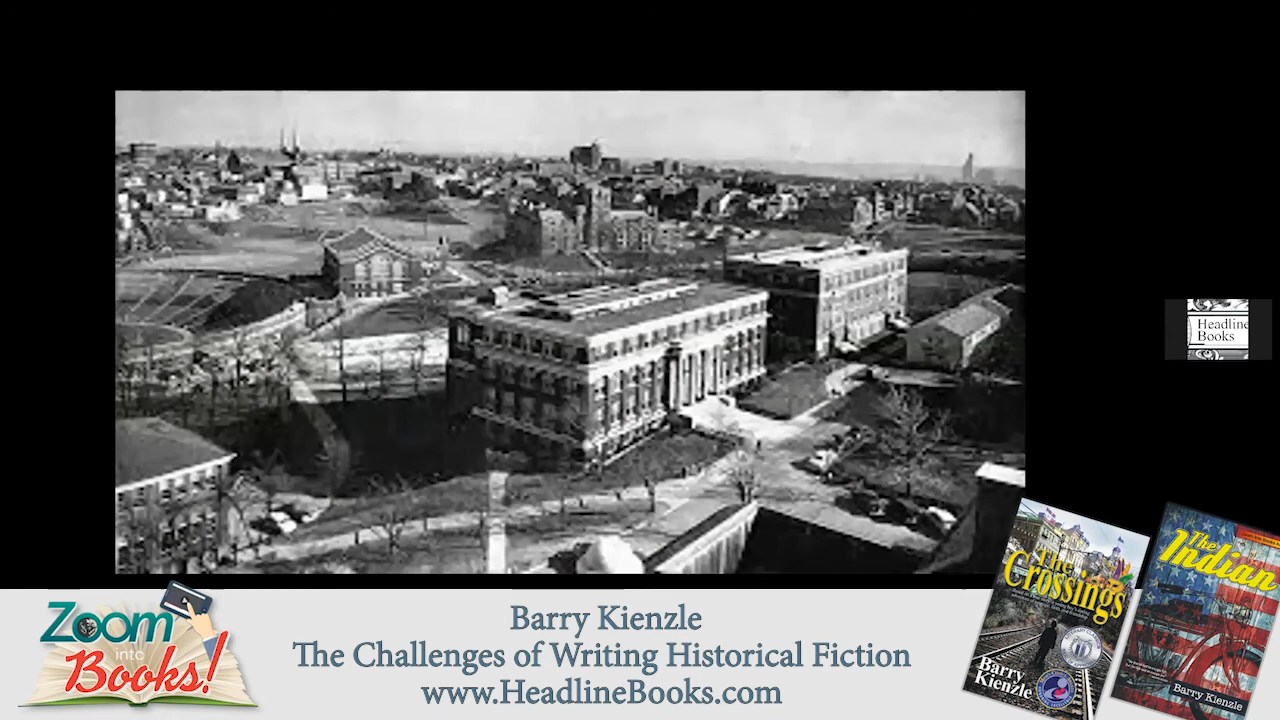 Headline
Books
Zoom
into
Books!
Barry Kienzle
The Challenges of Writing Historical Fiction
www.HeadlineBooks.com
The
Crossings
Barry
Kienzle
The
Indian
Barry Kienzle